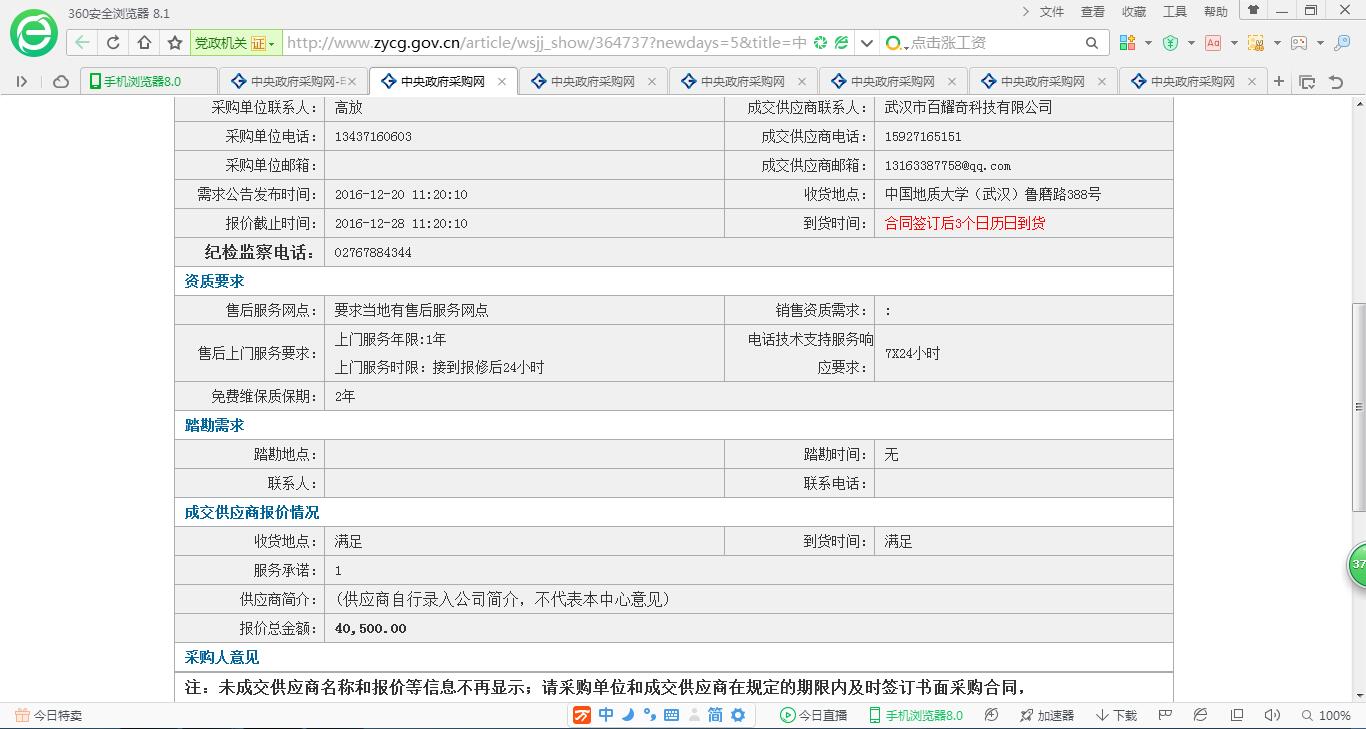 360安全浏览器 8.1
文件 查看 收藏 工具 帮助
党政机关 证 http://www.zycg.gov.cn/article/wsjj_show/364737?newdays=5&title=中 点击涨工资
手机浏览器8.0 中央政府采购网-E 中央政府采购网 中央政府采购网 中央政府采购网 中央政府采购网 中央政府采购网 中央政府采购网
采购单位联系人： 高放 成交供应商联系人： 武汉市百耀奇科技有限公司
采购单位电话： 13437160603 成交供应商电话： 15927165151
采购单位邮箱： 成交供应商邮箱： 13163387758@qq.com
需求公告发布时间： 2016-12-20 11:20:10 收货地点： 中国地质大学（武汉）鲁磨路388号
报价截止时间： 2016-12-28 11:20:10 到货时间： 合同签订后3个日历日到货
纪检监察电话： 02767884344
资质要求
售后服务网点： 要求当地有售后服务网点 销售资质需求： ：
售后上门服务要求： 上门服务年限:1年 电话技术支持服务响
上门服务时限：接到报修后24小时 应要求： 7X24小时
免费维保质保期： 2年
踏勘需求
踏勘地点： 踏勘时间： 无
联系人： 联系电话：
成交供应商报价情况
收货地点： 满足 到货时间： 满足
服务承诺： 1
供应商简介： （供应商自行录入公司简介，不代表本中心意见）
报价总金额： 40,500.00
采购人意见
注：未成交供应商名称和报价等信息不再显示；请采购单位和成交供应商在规定的期限内及时签订书面采购合同，
37
今日特卖 中 简 今日直播 手机浏览器8.0 加速器 下载 100%